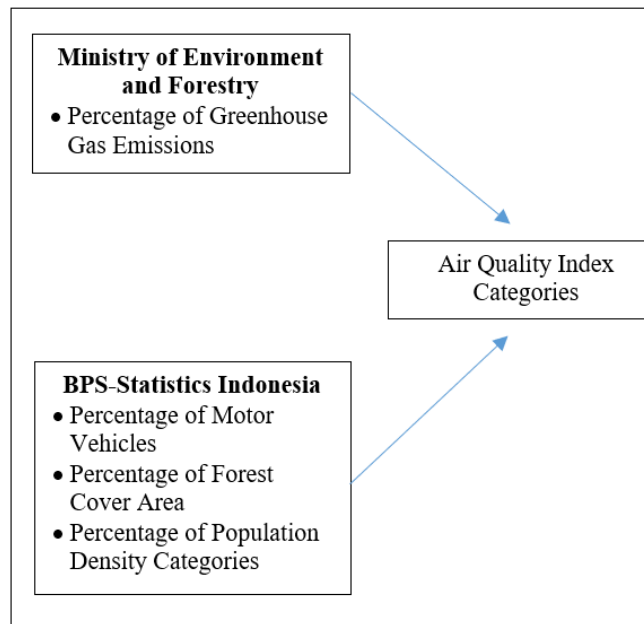 Ministry of Environment
and Forestry
• Percentage of Greenhouse
Gas Emissions
Air Quality Index
Categories
BPS-Statistics Indonesia
• Percentage of Motor
Vehicles
• Percentage of Forest
Cover Area
• Percentage of Population
Density Categories